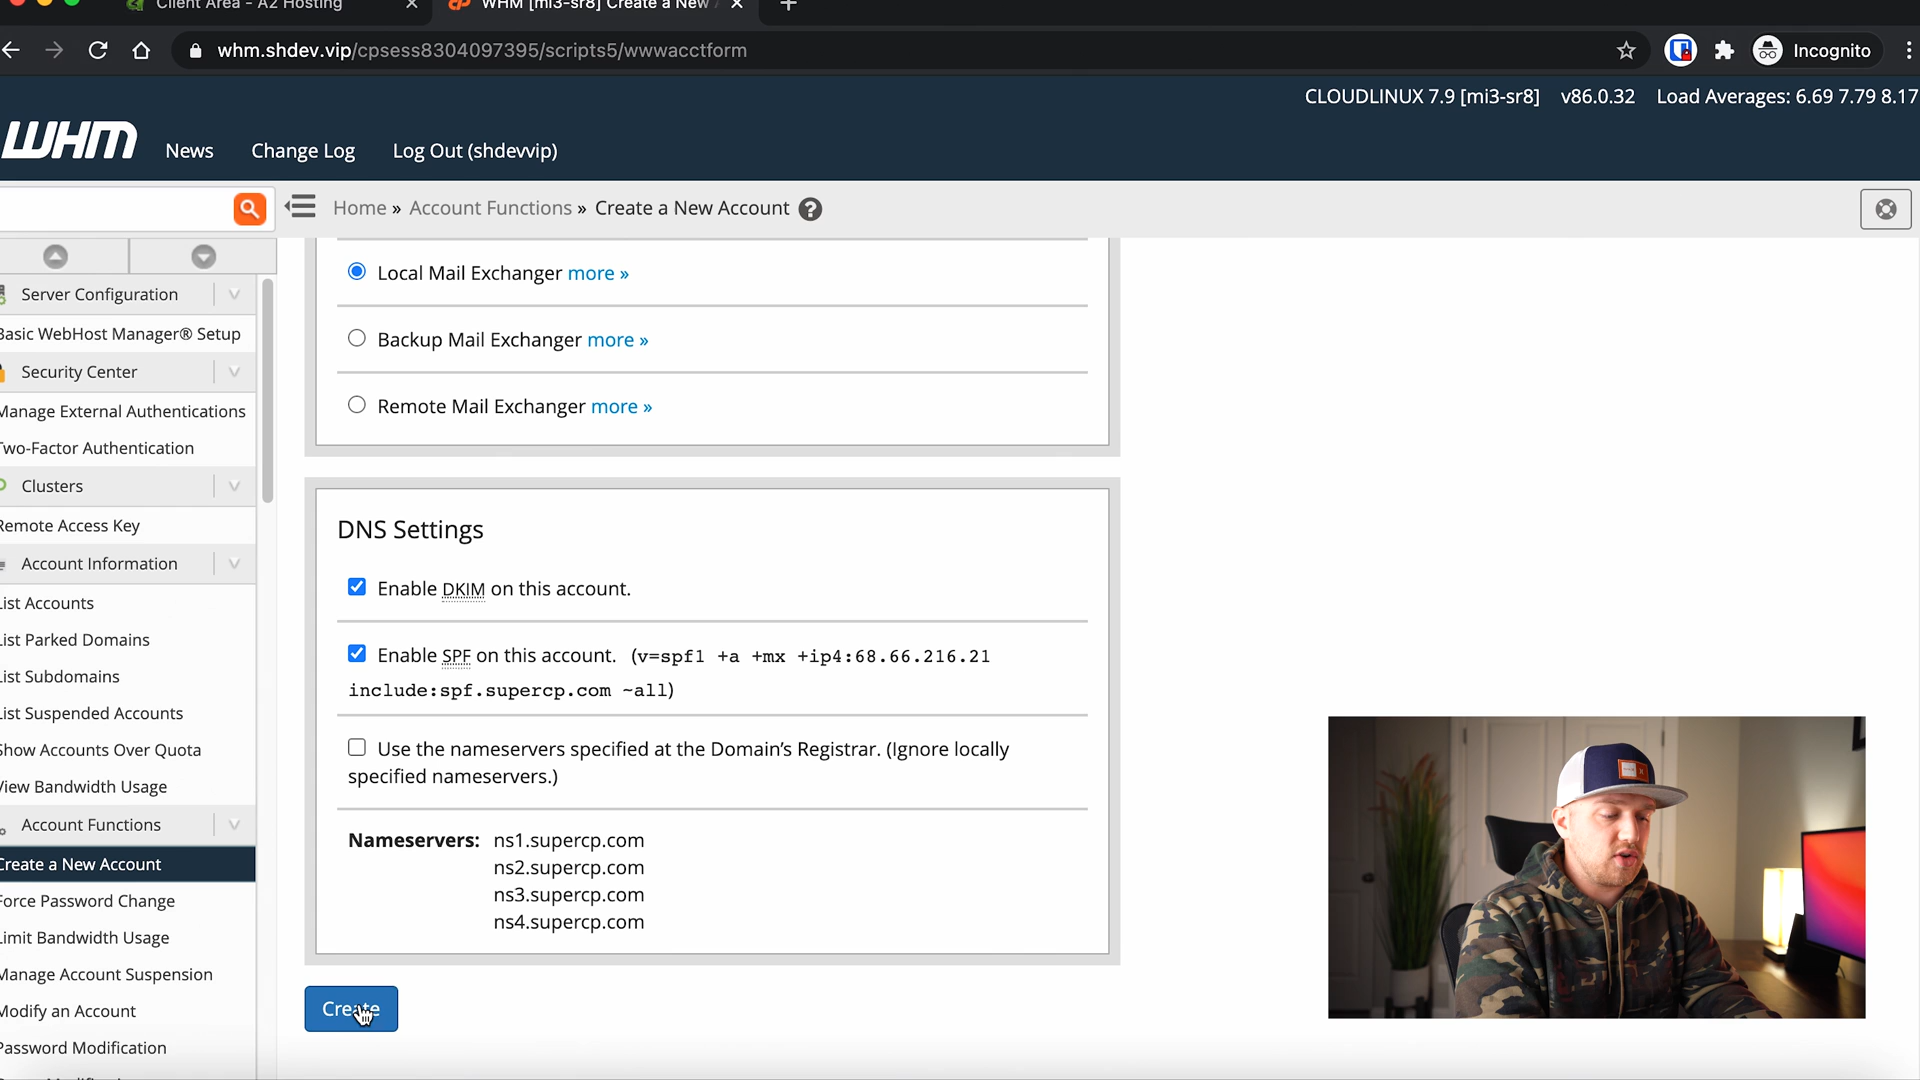 Client Area - A2 Hosting
WHM [mi3-sr8] Create a New
whm.shdev.vip/cpsess8304097395/scripts5/wwwacctform
Incognito
CLOUDLINUX 7.9 [mi3-sr8] v86.0.32 Load Averages: 6.69 7.79 8.17
WHM
News
Change Log
Log Out (shdevvip)
Home » Account Functions » Create a New Account ?
Server Configuration
Basic WebHost Manager® Setup
Security Center
Manage External Authentications
Two-Factor Authentication
Clusters
Remote Access Key
Account Information
List Accounts
List Parked Domains
List Subdomains
List Suspended Accounts
Show Accounts Over Quota
View Bandwidth Usage
Account Functions
Create a New Account
Force Password Change
Limit Bandwidth Usage
Manage Account Suspension
Modify an Account
Password Modification
Local Mail Exchanger more »
Backup Mail Exchanger more »
Remote Mail Exchanger more »
DNS Settings
Enable DKIM on this account.
Enable SPF on this account. (v=spf1 +a +mx +ip4:68.66.216.21
include:spf.supercp.com ~all)
Use the nameservers specified at the Domain's Registrar. (Ignore locally
specified nameservers.)
Nameservers: ns1.supercp.com
ns2.supercp.com
ns3.supercp.com
ns4.supercp.com
Create